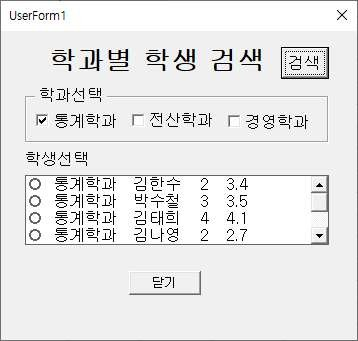 UserForm1
학과별 학생 검색 검색
학과선택
통계학과 전산학과 경영학과
학생선택
통계학과 김한수 2 3.4
통계학과 박수철 3 3.5
통계학과 김태희 4 4.1
통계학과 김나영 2 2.7
닫기